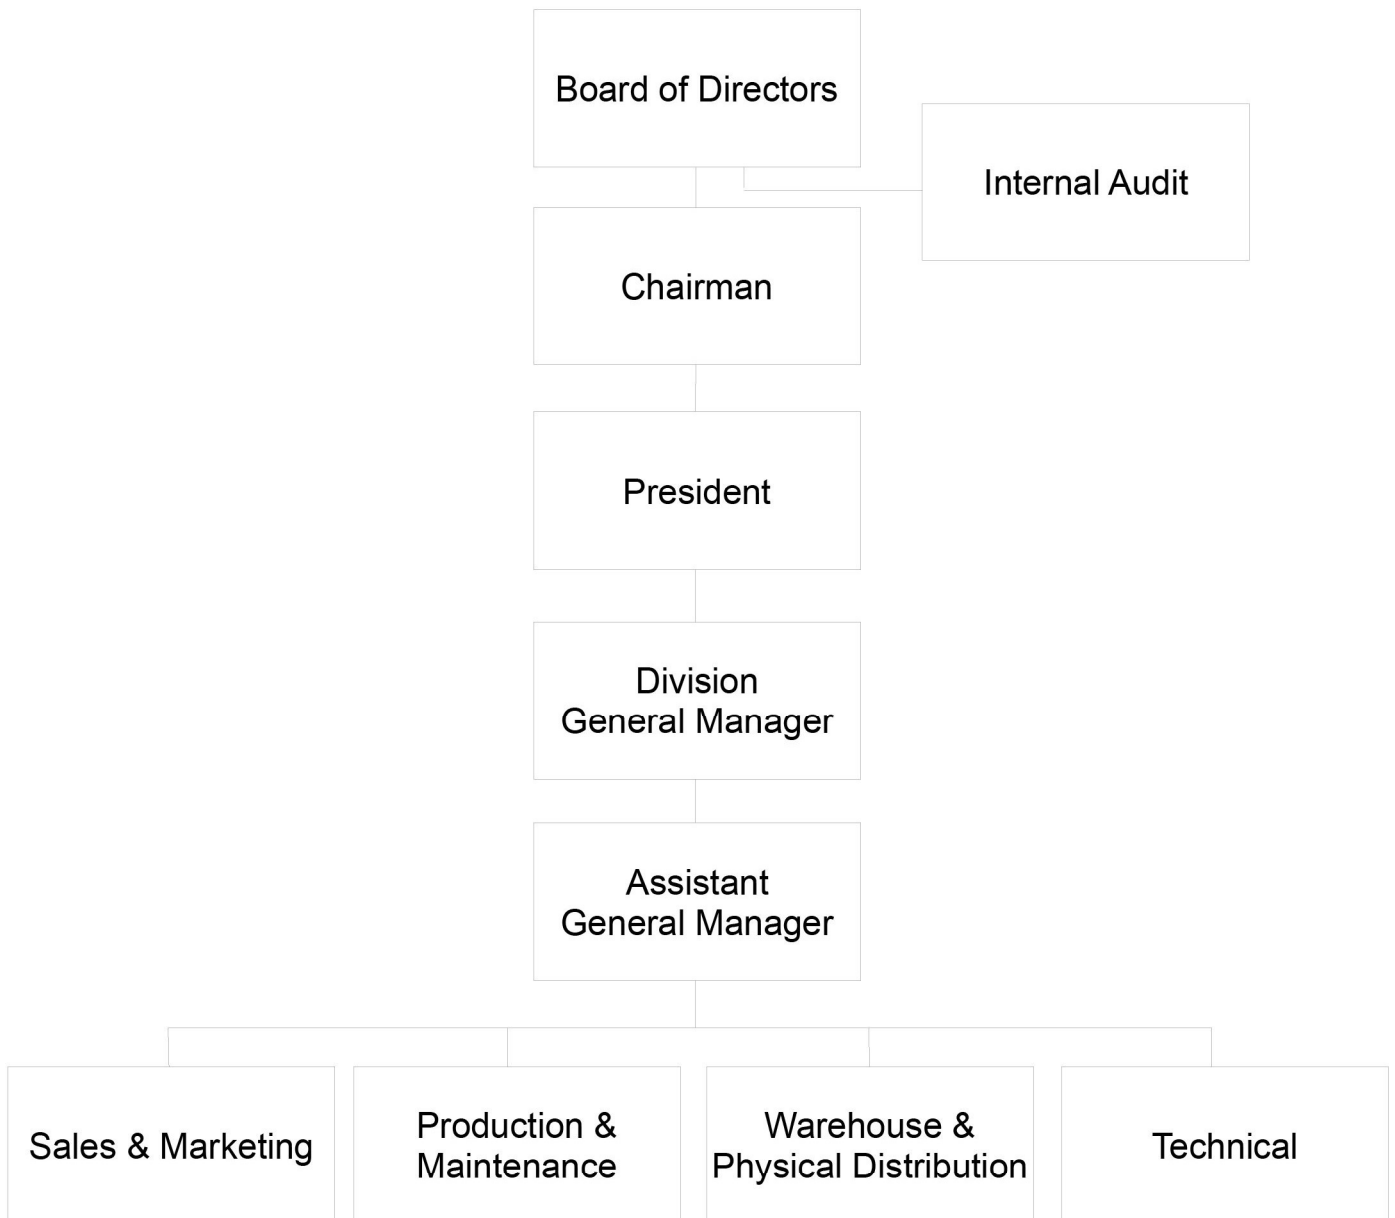 Board of Directors
Internal Audit
Chairman
President
Division
General Manager
Assistant
General Manager
Sales & Marketing
Production &
Maintenance
Warehouse &
Physical Distribution
Technical